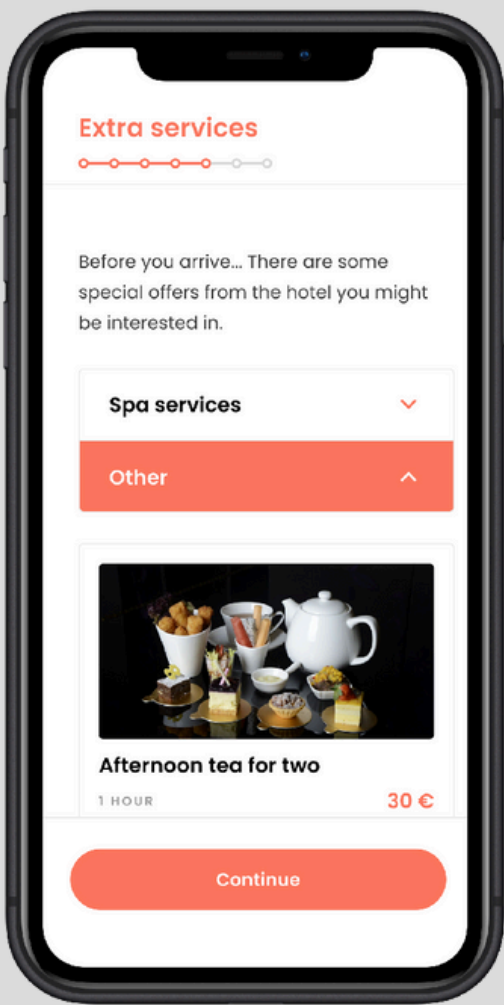 Extra services
Before you arrive... There are some
special offers from the hotel you might
be interested in.
Spa services
Other
Afternoon tea for two
1 HOUR
30 €
Continue